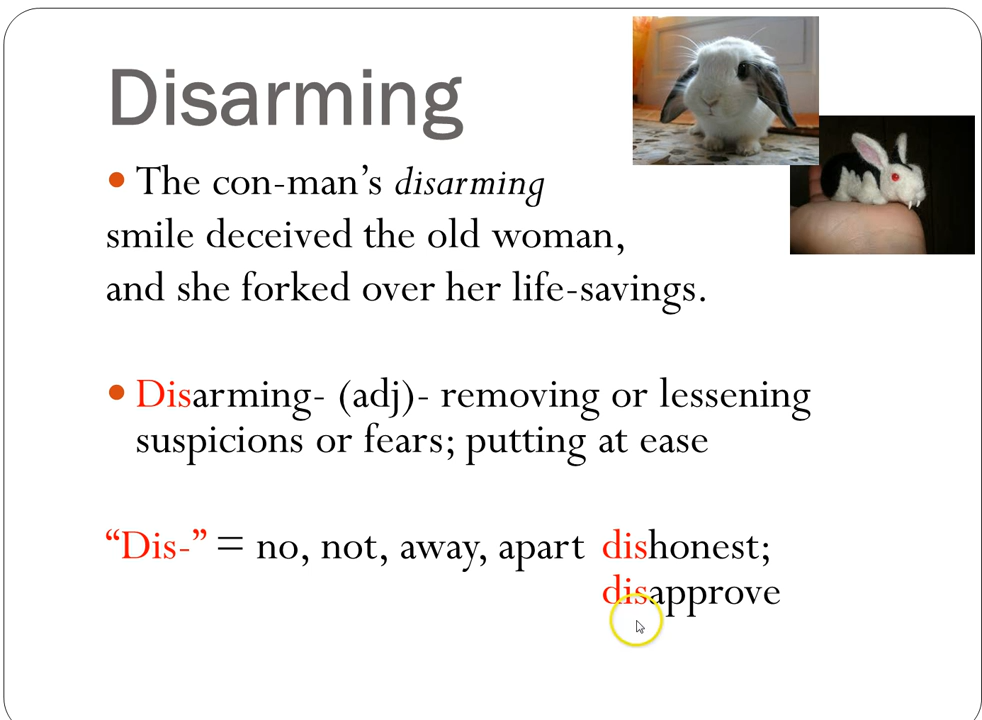 Disarming
• The con-man’s disarming
smile deceived the old woman,
and she forked over her life-savings.
• Disarming- (adj)- removing or lessening
suspicions or fears; putting at ease
“Dis-” = no, not, away, apart dishonest;
disapprove